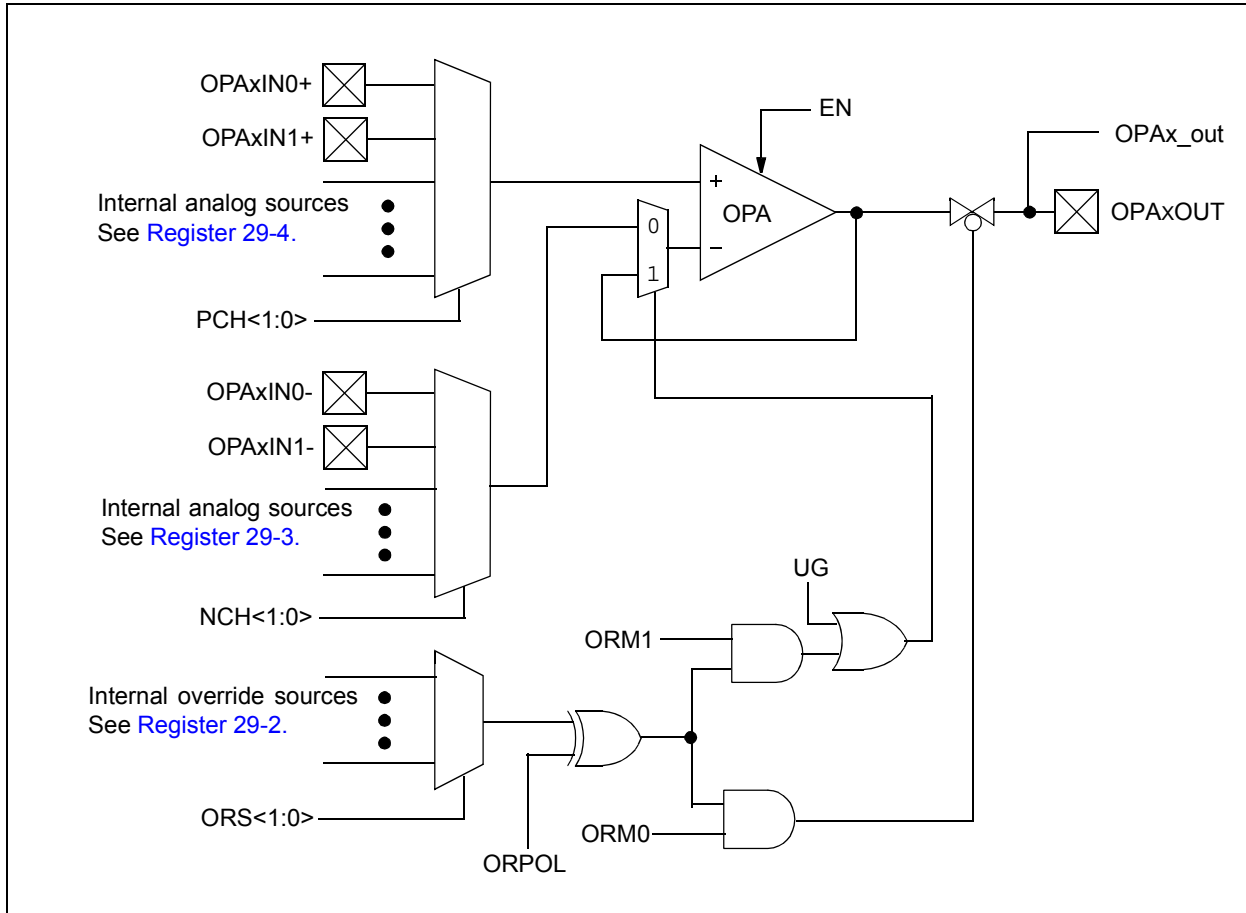 OPAxIN0+
OPAxIN1+
Internal analog sources
See Register 29-4.
PCH<1:0>
EN
+
OPA
−
0
1
OPAx_out
OPAxOUT
OPAxIN0-
OPAxIN1-
Internal analog sources
See Register 29-3.
NCH<1:0>
UG
ORM1
Internal override sources
See Register 29-2.
ORS<1:0>
ORPOL
ORM0